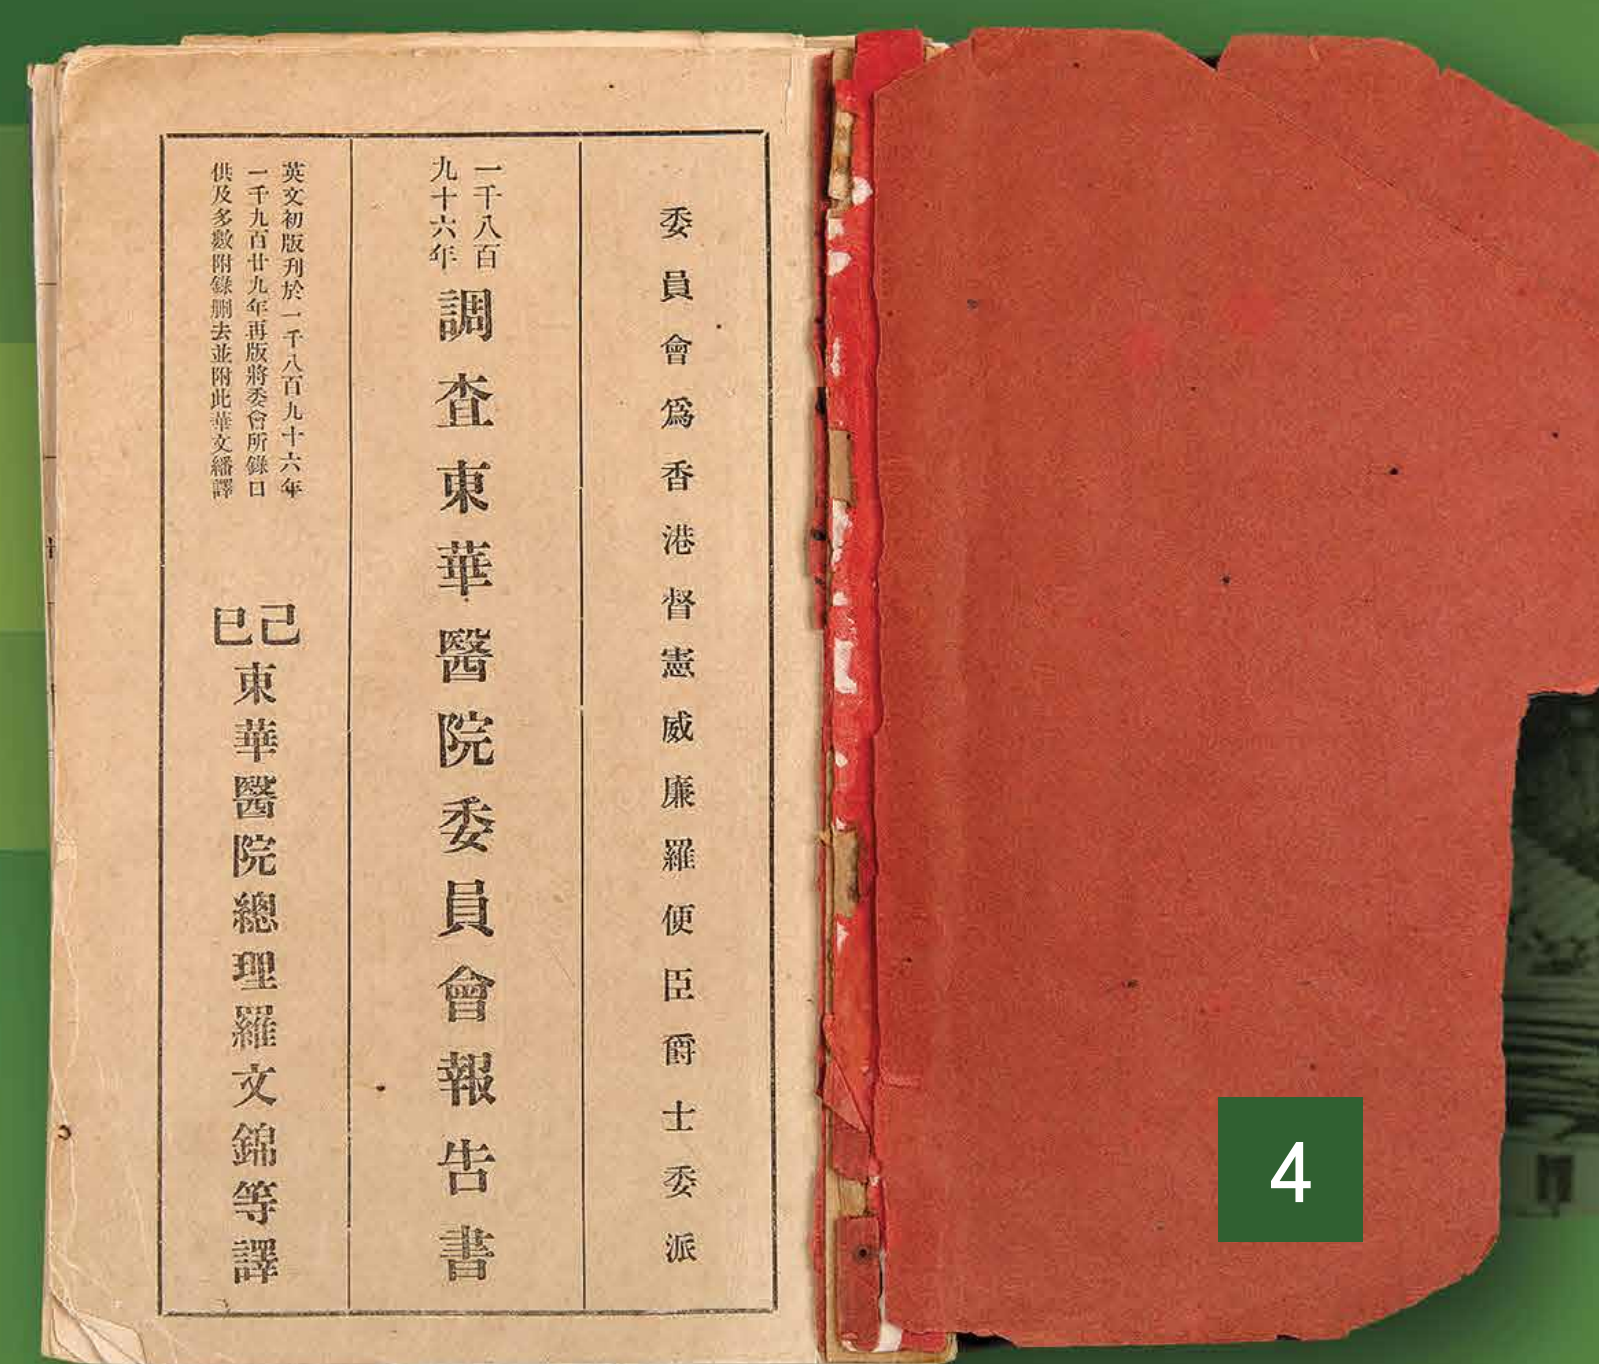 委員會爲香港督憲威廉羅便臣爵士委派
一千八百
九十六年
調查東華醫院委員會報告書
英文初版刋於一千八百九十六年
一千九百廿九年再版將委會所錄口
供及多數附錄删去並附此華文繙譯
己巳
東華醫院總理羅文錦等譯
4